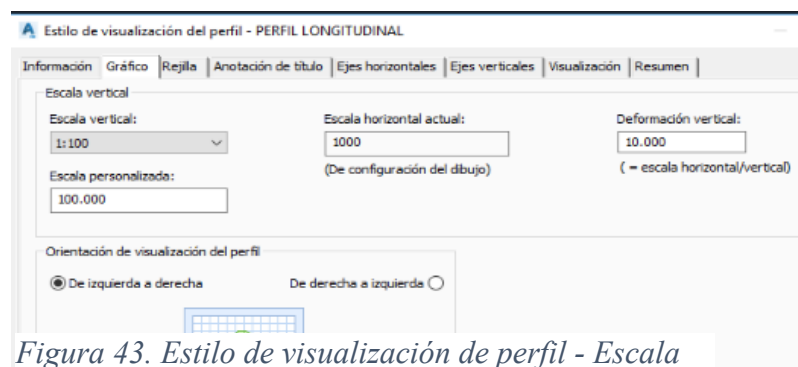 Estilo de visualización del perfil - PERFIL LONGITUDINAL
Información Gráfico Rejilla Anotación de título Ejes horizontales Ejes verticales Visualización Resumen
Escala vertical
Escala vertical: Escala horizontal actual: Deformación vertical:
1:100 1000 10.000
(De configuración del dibujo) ( = escala horizontal/vertical)
Escala personalizada:
100.000
Orientación de visualización del perfil
De izquierda a derecha De derecha a izquierda
Figura 43. Estilo de visualización de perfil - Escala